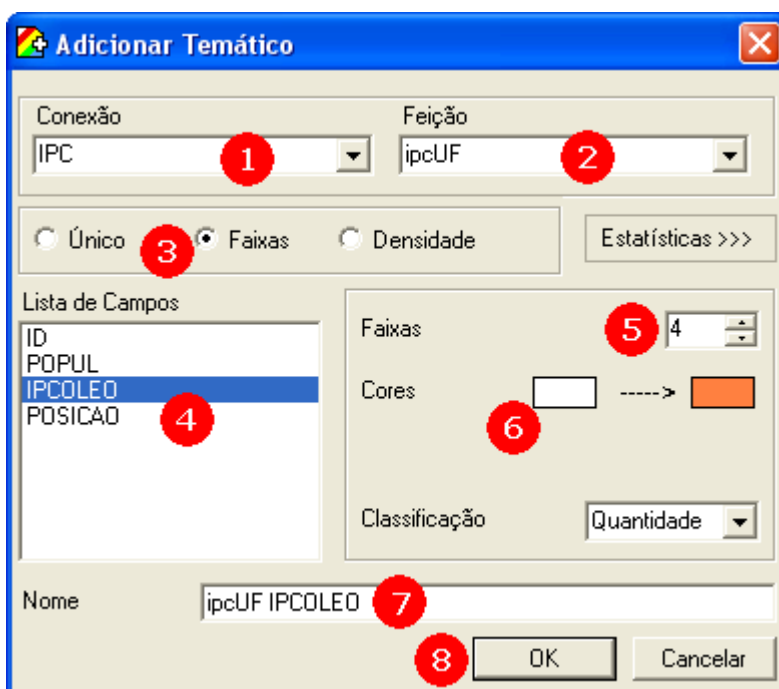 Adicionar Temático
Conexão
Feição
IPC
1
ipcUF
2
Único
3
Faixas
Densidade
Estatísticas >>>
Lista de Campos
ID
POPUL
IPCOLEO
POSICAO
4
Faixas
5
4
Cores
----->
6
Classificação
Quantidade
Nome
ipcUF IPCOLEO
7
8
OK
Cancelar